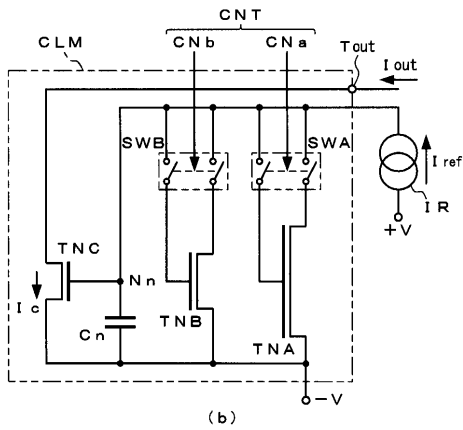 CNT
CLM
CNb
CNa
Tout
Iout
SWB
SWA
Iref
IR
+V
TNC
Nn
Ic
Cn
TNB
TNA
-V
(b)